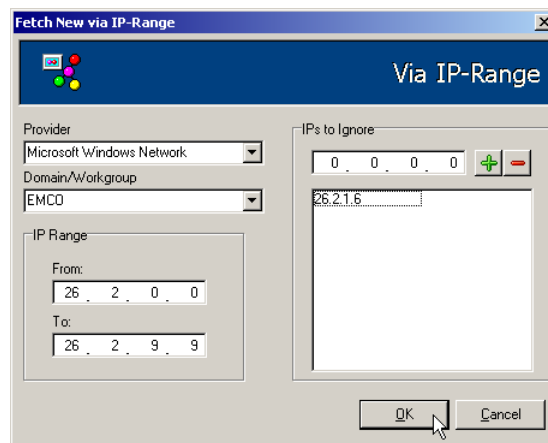 Fetch New via IP-Range
Via IP-Range
Provider
Microsoft Windows Network
Domain/Workgroup
EMCO
IP Range
From:
26 . 2 . 0 . 0
To:
26 . 2 . 9 . 9
IPs to Ignore
0 . 0 . 0 . 0
26.2.1.6
OK
Cancel